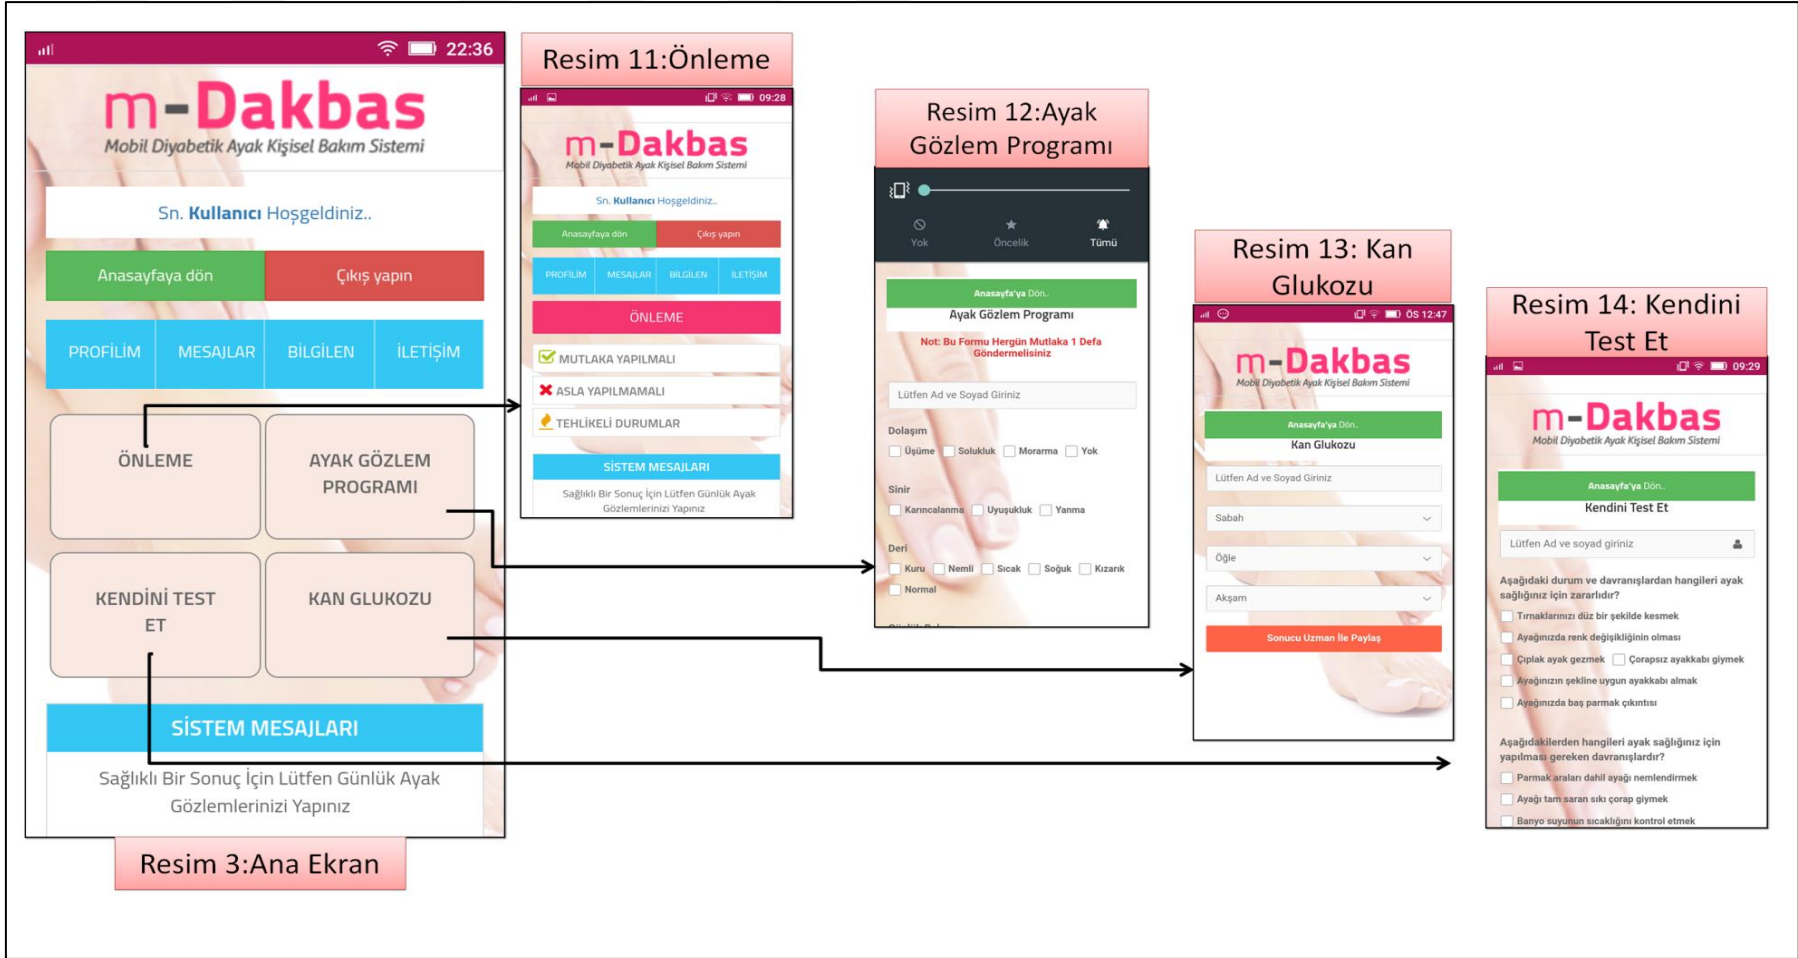 22:36
m-Dakbas
Mobil Diyabetik Ayak Kişisel Bakım Sistemi
Sn. Kullanıcı Hoşgeldiniz..
Anasayfaya dön
Çıkış yapın
PROFİLİM
MESAJLAR
BİLGİLEN
İLETİŞİM
ÖNLEME
AYAK GÖZLEM
PROGRAMI
KENDİNİ TEST
ET
KAN GLUKOZU
SİSTEM MESAJLARI
Sağlıklı Bir Sonuç İçin Lütfen Günlük Ayak
Gözlemlerinizi Yapınız
Resim 3:Ana Ekran
Resim 11:Önleme
09:28
m-Dakbas
Mobil Diyabetik Ayak Kişisel Bakım Sistemi
Sn. Kullanıcı Hoşgeldiniz..
Anasayfaya dön
Çıkış yapın
PROFİLİM
MESAJLAR
BİLGİLEN
İLETİŞİM
ÖNLEME
MUTLAKA YAPILMALI
ASLA YAPILMAMALI
TEHLİKELİ DURUMLAR
SİSTEM MESAJLARI
Sağlıklı Bir Sonuç İçin Lütfen Günlük Ayak
Gözlemlerinizi Yapınız
Resim 12:Ayak
Gözlem Programı
Yok
Öncelik
Tümü
Anasayfa'ya Dön..
Ayak Gözlem Programı
Not: Bu Formu Hergün Mutlaka 1 Defa
Göndermelisiniz
Lütfen Ad ve Soyad Giriniz
Dolaşım
Üşüme Solukluk Morarma Yok
Sinir
Karıncalanma Uyuşukluk Yanma
Deri
Kuru Nemli Sıcak Soğuk Kızarık
Normal
Resim 13: Kan
Glukozu
ÖS 12:47
m-Dakbas
Mobil Diyabetik Ayak Kişisel Bakım Sistemi
Anasayfa'ya Dön..
Kan Glukozu
Lütfen Ad ve Soyad Giriniz
Sabah
Öğle
Akşam
Sonucu Uzman İle Paylaş
Resim 14: Kendini
Test Et
09:29
m-Dakbas
Mobil Diyabetik Ayak Kişisel Bakım Sistemi
Anasayfa'ya Dön..
Kendini Test Et
Lütfen Ad ve soyad giriniz
Aşağıdaki durum ve davranışlardan hangileri ayak
sağlığınız için zararlıdır?
Tırnaklarınızı düz bir şekilde kesmek
Ayağınızda renk değişikliğinin olması
Çıplak ayak gezmek Çorapsız ayakkabı giymek
Ayağınızın şekline uygun ayakkabı almak
Ayağınızda baş parmak çıkıntısı
Aşağıdakilerden hangileri ayak sağlığınız için
yapılması gereken davranışlardır?
Parmak araları dahil ayağı nemlendirmek
Ayağı tam saran sıkı çorap giymek
Banyo suyunun sıcaklığını kontrol etmek